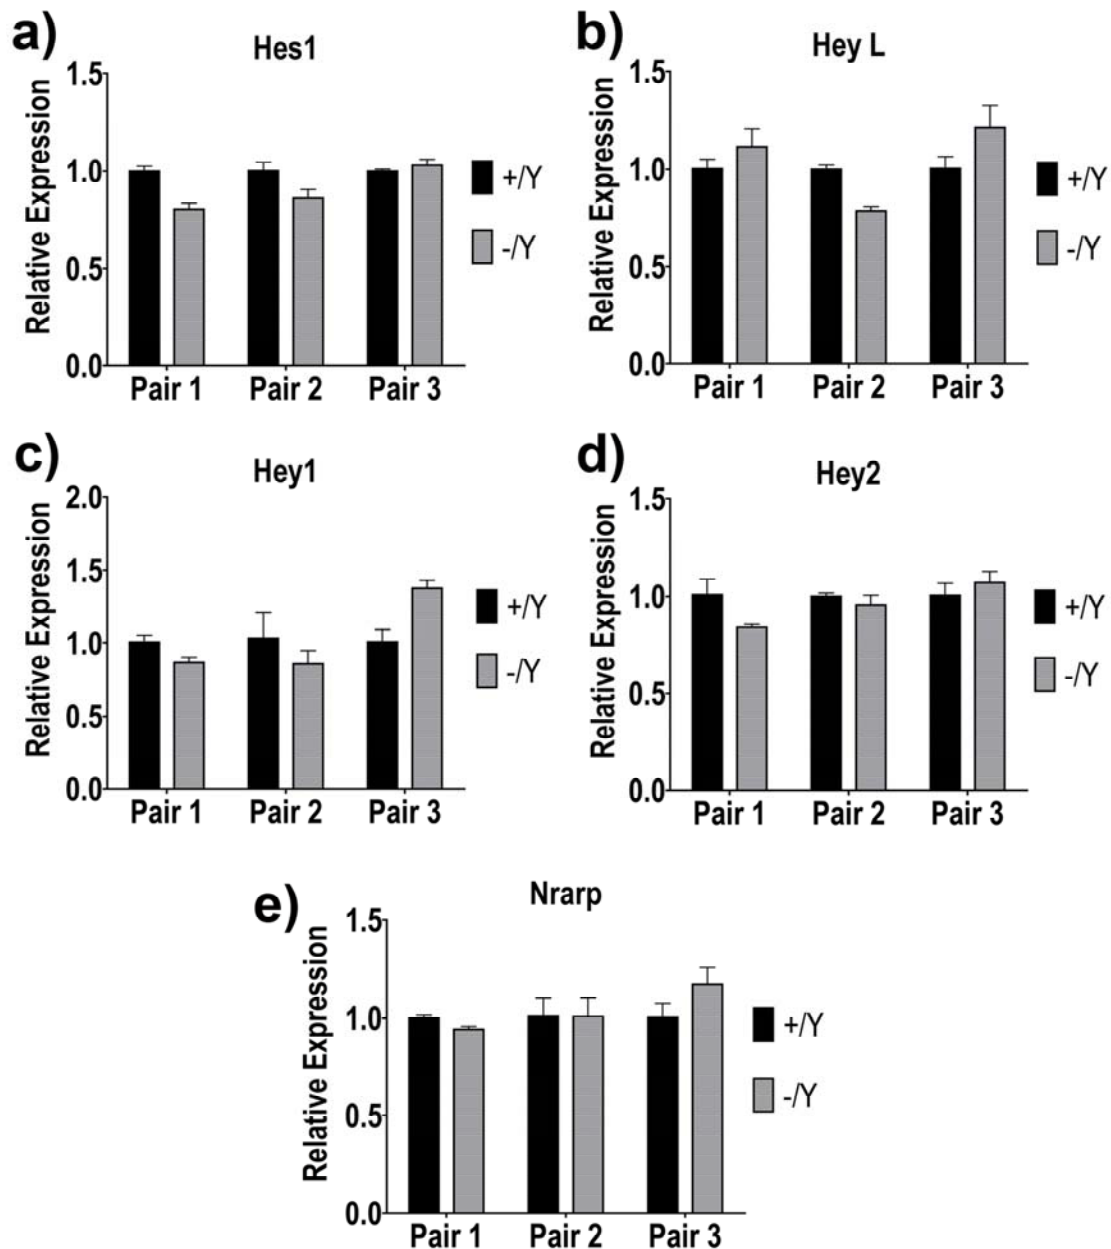 a)
Hes1
Relative Expression
1.5
1.0
0.5
0.0
Pair 1 Pair 2 Pair 3
+/Y
-/Y
b)
Hey L
Relative Expression
1.5
1.0
0.5
0.0
Pair 1 Pair 2 Pair 3
+/Y
-/Y
c)
Hey1
Relative Expression
2.0
1.5
1.0
0.5
0.0
Pair 1 Pair 2 Pair 3
+/Y
-/Y
d)
Hey2
Relative Expression
1.5
1.0
0.5
0.0
Pair 1 Pair 2 Pair 3
+/Y
-/Y
e)
Nrarp
Relative Expression
1.5
1.0
0.5
0.0
Pair 1 Pair 2 Pair 3
+/Y
-/Y